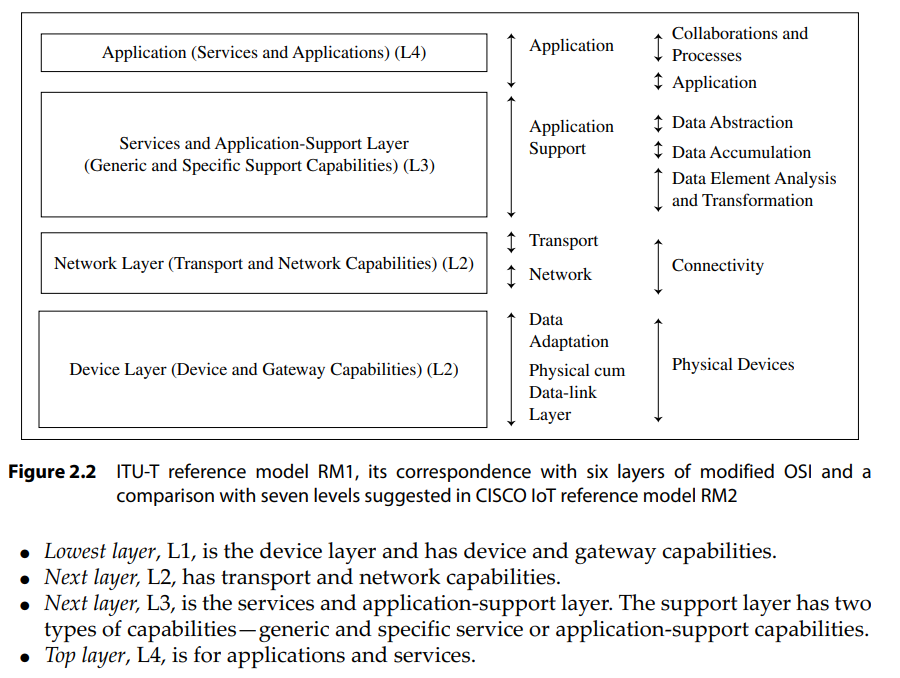 Application (Services and Applications) (L4)
Application
Collaborations and
Processes
Application
Services and Application-Support Layer
(Generic and Specific Support Capabilities) (L3)
Application
Support
Data Abstraction
Data Accumulation
Data Element Analysis
and Transformation
Network Layer (Transport and Network Capabilities) (L2)
Transport
Network
Connectivity
Device Layer (Device and Gateway Capabilities) (L2)
Data
Adaptation
Physical cum
Data-link
Layer
Physical Devices
Figure 2.2 ITU-T reference model RM1, its correspondence with six layers of modified OSI and a
comparison with seven levels suggested in CISCO IoT reference model RM2
• Lowest layer, L1, is the device layer and has device and gateway capabilities.
• Next layer, L2, has transport and network capabilities.
• Next layer, L3, is the services and application-support layer. The support layer has two
types of capabilities—generic and specific service or application-support capabilities.
• Top layer, L4, is for applications and services.